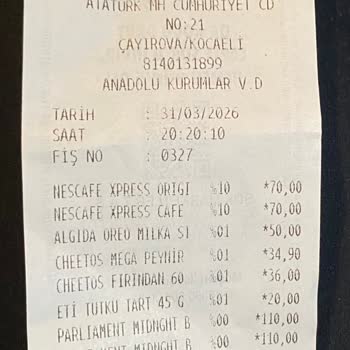 ATATÜRK MH CUMHURİYET CD
NO:21
ÇAYIROVA/KOCAELİ
8140131899
ANADOLU KURUMLAR V.D
TARİH : 31/03/2026
SAAT : 20:20:10
FİŞ NO : 0327
NESCAFE XPRESS ORIGI %10 *70,00
NESCAFE XPRESS CAFE %10 *70,00
ALGIDA OREO MILKA SI %01 *50,00
CHEETOS MEGA PEYNİR %01 *34,90
CHEETOS FIRINDAN 60 %01 *36,00
ETİ TUTKU TART 45 G %01 *20,00
PARLIAMENT MIDNGHT B %00 *110,00
PARLIAMENT MIDNGHT B %00 *110,00